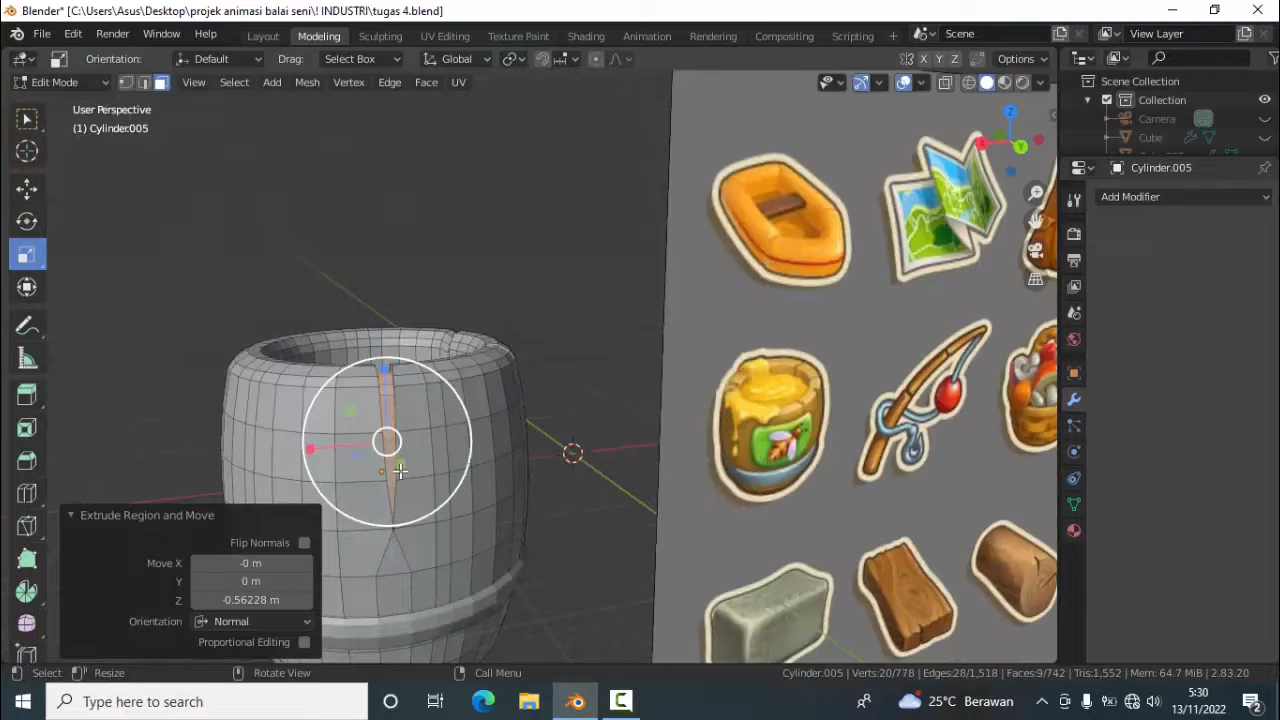 Blender* [C:\Users\Asus\Desktop\projek animasi balai seni\! INDUSTRI\tugas 4.blend]
File Edit Render Window Help Layout Modeling Sculpting UV Editing Texture Paint Shading Animation Rendering Compositing Scripting + Scene View Layer
Orientation: Default Drag: Select Box Global X Y Z Options
Edit Mode View Select Add Mesh Vertex Edge Face UV
User Perspective
(1) Cylinder.005
Scene Collection
Collection
Camera
Cube
Cylinder.005
Add Modifier
Z
X
Y
Extrude Region and Move
Flip Normals
Move X -0 m
Y 0 m
Z -0.56228 m
Orientation Normal
Proportional Editing
Select Resize Rotate View Call Menu Cylinder.005 | Verts:20/778 | Edges:28/1,518 | Faces:9/742 | Tris:1,552 | Mem: 64.7 MiB | 2.83.20
Type here to search
25°C Berawan
5:30
13/11/2022
2